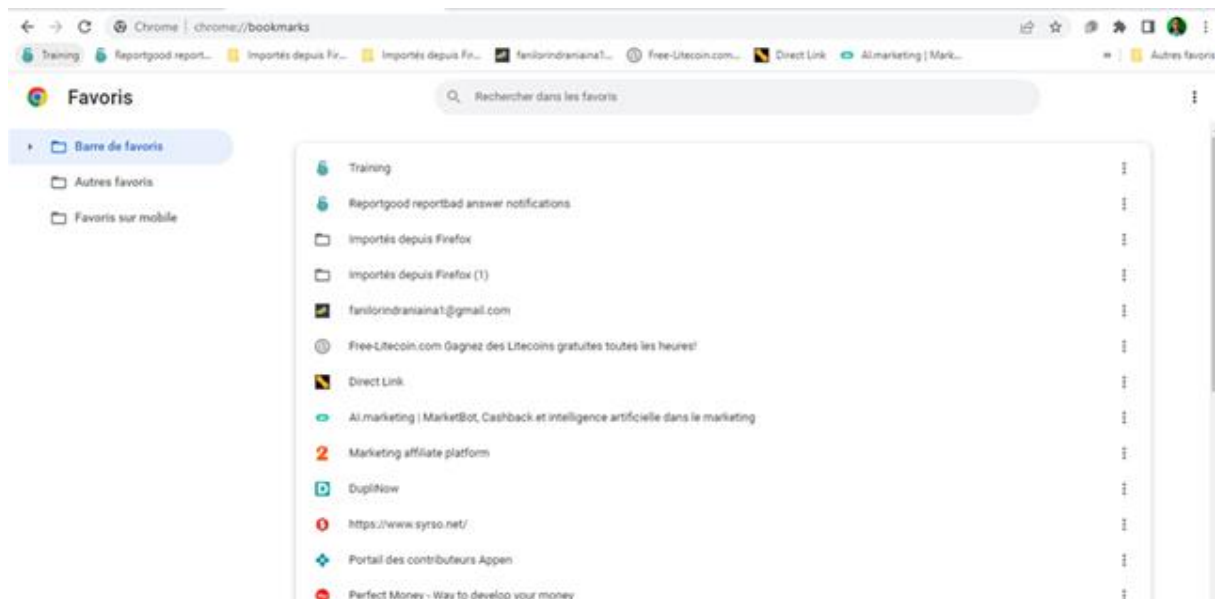 Chrome | chrome://bookmarks
Training Reportgood report... Importés depuis Fir... Importés depuis Fir... fanilorindraniaina1... Free-Litecoin.com... Direct Link AI.marketing | Mark... » Autres favoris
Favoris
Rechercher dans les favoris
Barre de favoris
Autres favoris
Favoris sur mobile
Training
Reportgood reportbad answer notifications
Importés depuis Firefox
Importés depuis Firefox (1)
fanilorindraniaina1@gmail.com
Free-Litecoin.com Gagnez des Litecoins gratuites toutes les heures!
Direct Link
AI.marketing | MarketBot, Cashback et intelligence artificielle dans le marketing
2 Marketing affiliate platform
D DupliNow
https://www.syrso.net/
Portail des contributeurs Appen
Perfect Money - Way to develop your money